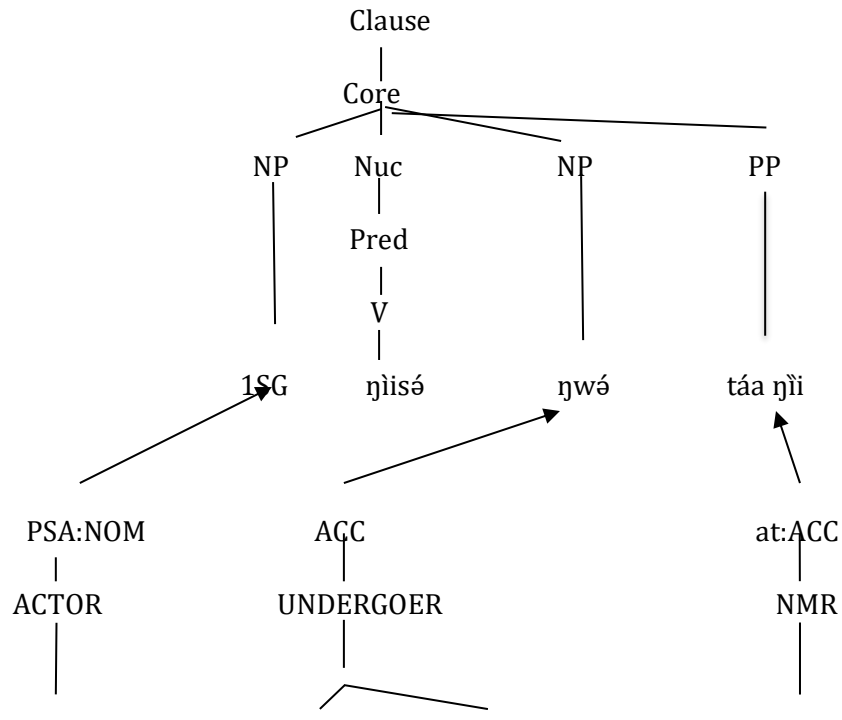 Clause
Core
NP Nuc NP PP
Pred
V
1SG ŋìisə́ ŋwə́ táa ŋı̏i
PSA:NOM ACC at:ACC
ACTOR UNDERGOER NMR